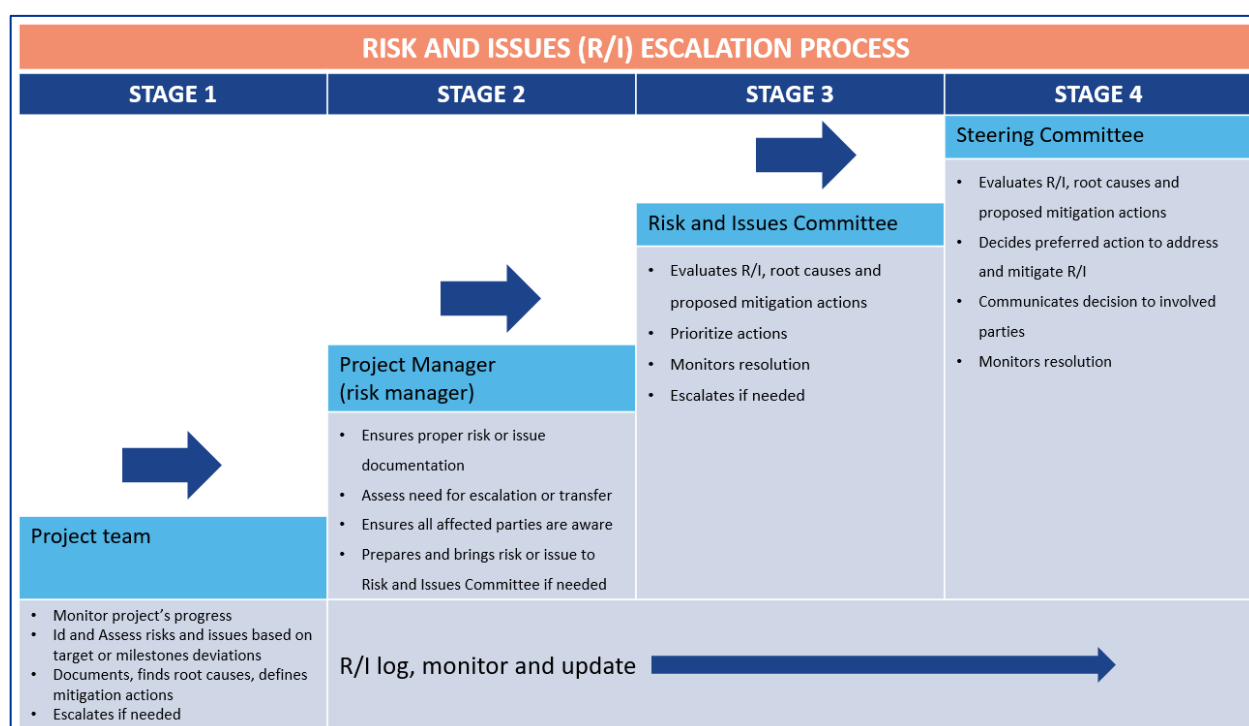 RISK AND ISSUES (R/I) ESCALATION PROCESS
STAGE 1
STAGE 2
STAGE 3
STAGE 4
Project team
• Monitor project's progress
• Id and Assess risks and issues based on
target or milestones deviations
• Documents, finds root causes, defines
mitigation actions
• Escalates if needed
Project Manager
(risk manager)
• Ensures proper risk or issue
documentation
• Assess need for escalation or transfer
• Ensures all affected parties are aware
• Prepares and brings risk or issue to
Risk and Issues Committee if needed
Risk and Issues Committee
• Evaluates R/I, root causes and
proposed mitigation actions
• Prioritize actions
• Monitors resolution
• Escalates if needed
Steering Committee
• Evaluates R/I, root causes and
proposed mitigation actions
• Decides preferred action to address
and mitigate R/I
• Communicates decision to involved
parties
• Monitors resolution
R/I log, monitor and update